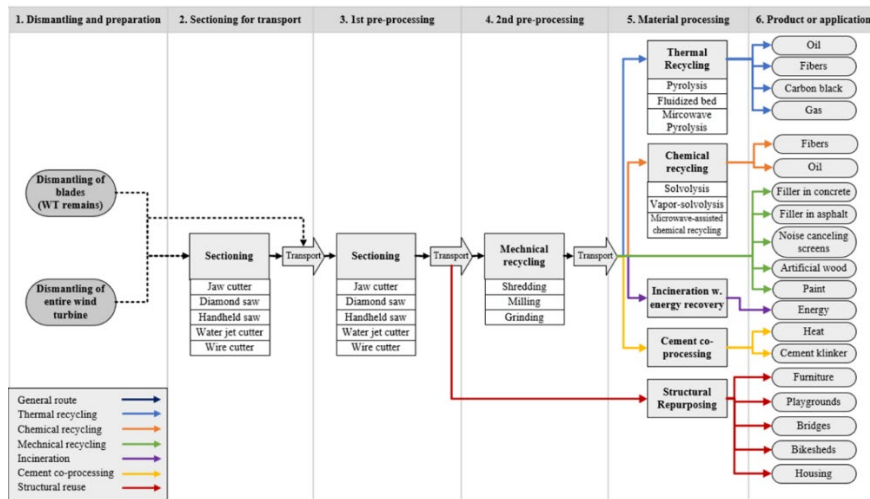 1. Dismantling and preparation
2. Sectioning for transport
3. 1st pre-processing
4. 2nd pre-processing
5. Material processing
6. Product or application
Dismantling of
blades
(WT remains)
Dismantling of
entire wind
turbine
Sectioning
Jaw cutter
Diamond saw
Handheld saw
Water jet cutter
Wire cutter
Transport
Sectioning
Jaw cutter
Diamond saw
Handheld saw
Water jet cutter
Wire cutter
Transport
Mechnical
recycling
Shredding
Milling
Grinding
Transport
Thermal
Recycling
Pyrolysis
Fluidized bed
Mircowave
Pyrolysis
Chemical
recycling
Solvolysis
Vapor-solvolysis
Microwave-assisted
chemical recycling
Incineration w.
energy recovery
Cement co-
processing
Structural
Repurposing
Oil
Fibers
Carbon black
Gas
Fibers
Oil
Filler in concrete
Filler in asphalt
Noise canceling
screens
Artificial wood
Paint
Energy
Heat
Cement klinker
Furniture
Playgrounds
Bridges
Bikesheds
Housing
General route
Thermal recycling
Chemical recycling
Mechnical recycling
Incineration
Cement co-processing
Structural reuse